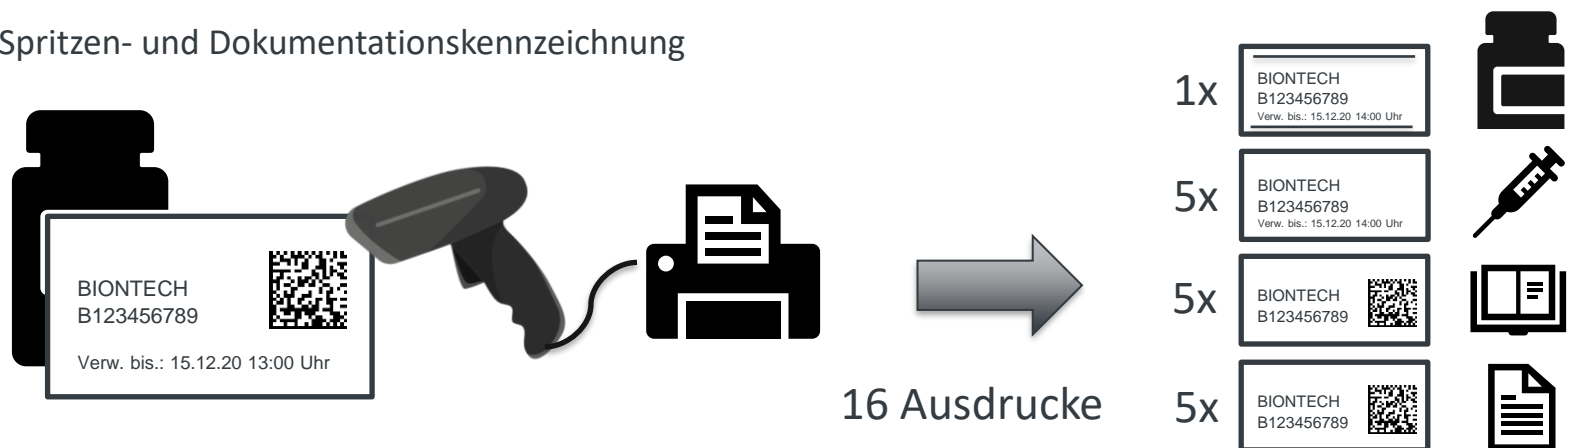 Spritzen- und Dokumentationskennzeichnung
BIONTECH
B123456789
Verw. bis.: 15.12.20 13:00 Uhr
16 Ausdrucke
1x
BIONTECH
B123456789
Verw. bis.: 15.12.20 14:00 Uhr
5x
BIONTECH
B123456789
Verw. bis.: 15.12.20 14:00 Uhr
5x
BIONTECH
B123456789
5x
BIONTECH
B123456789